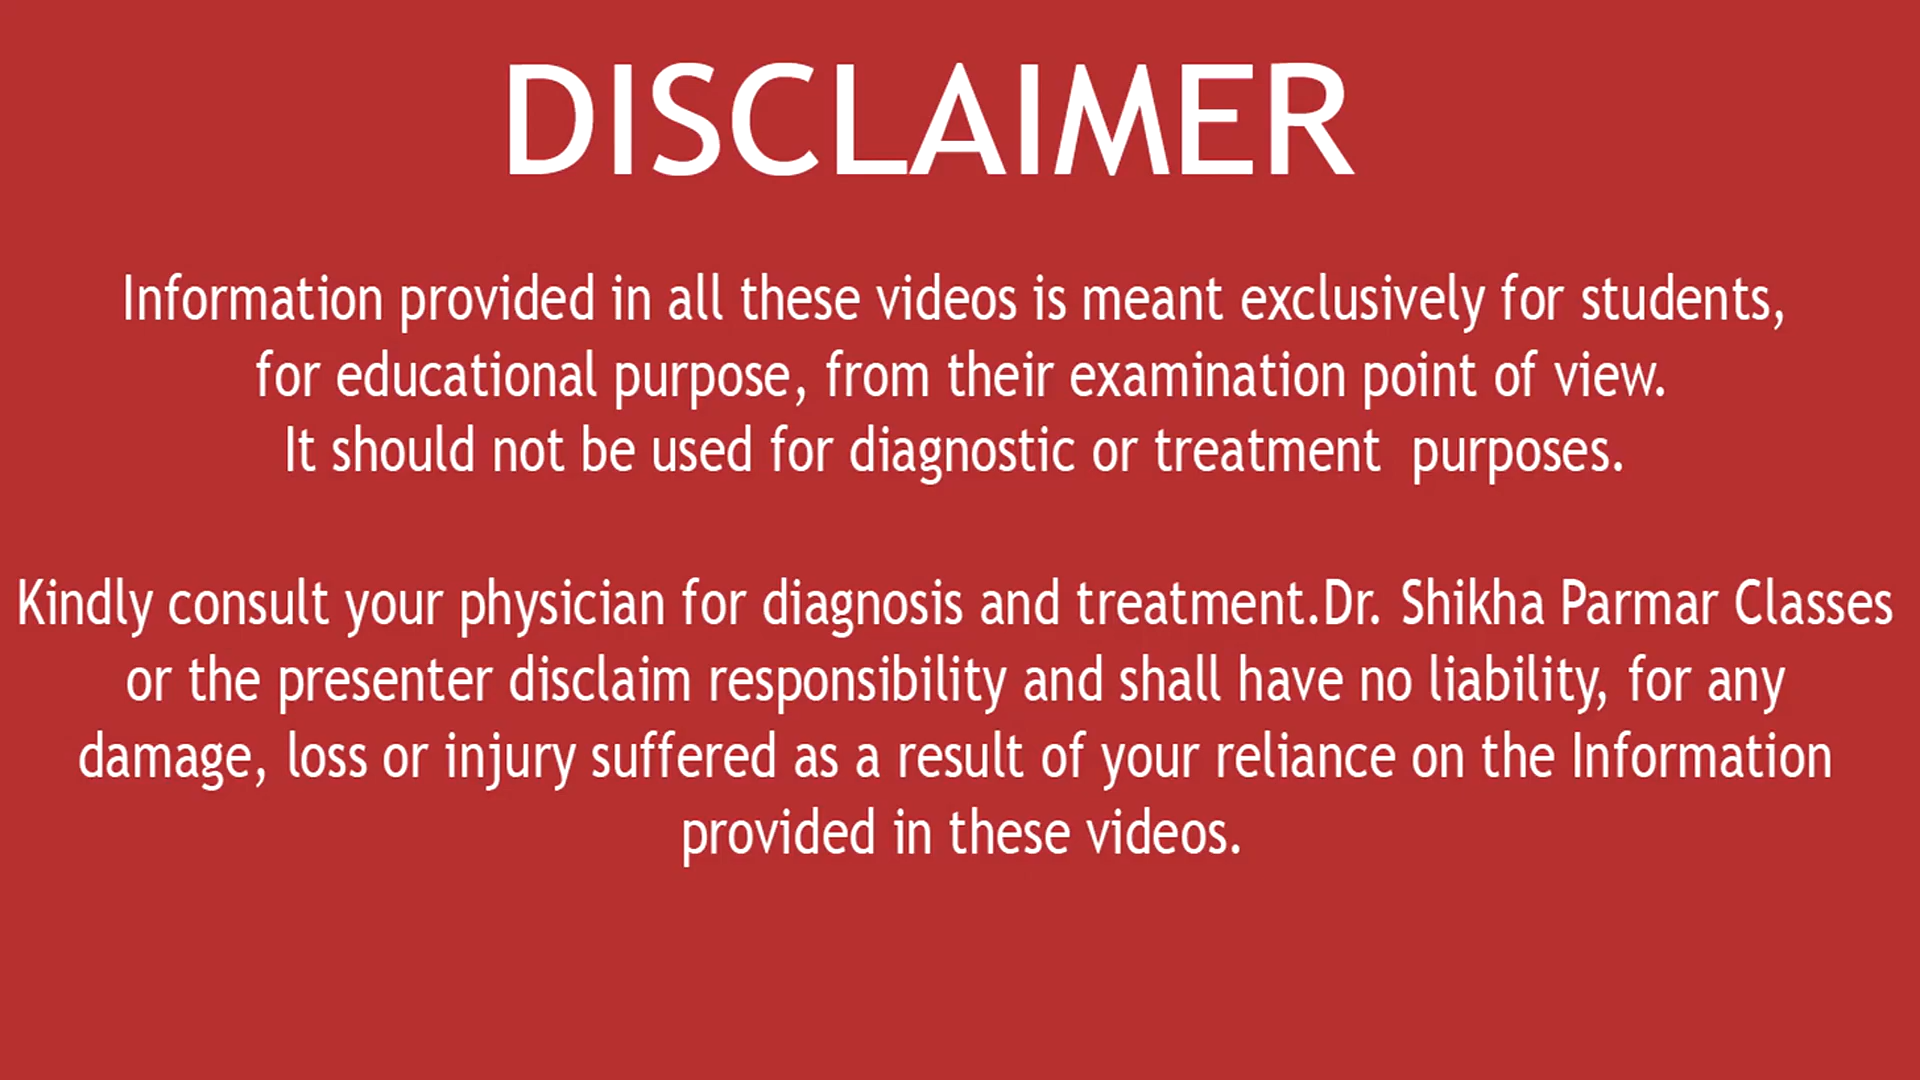 DISCLAIMER
Information provided in all these videos is meant exclusively for students,
for educational purpose, from their examination point of view.
It should not be used for diagnostic or treatment  purposes.
Kindly consult your physician for diagnosis and treatment.Dr. Shikha Parmar Classes
or the presenter disclaim responsibility and shall have no liability, for any
damage, loss or injury suffered as a result of your reliance on the Information
provided in these videos.